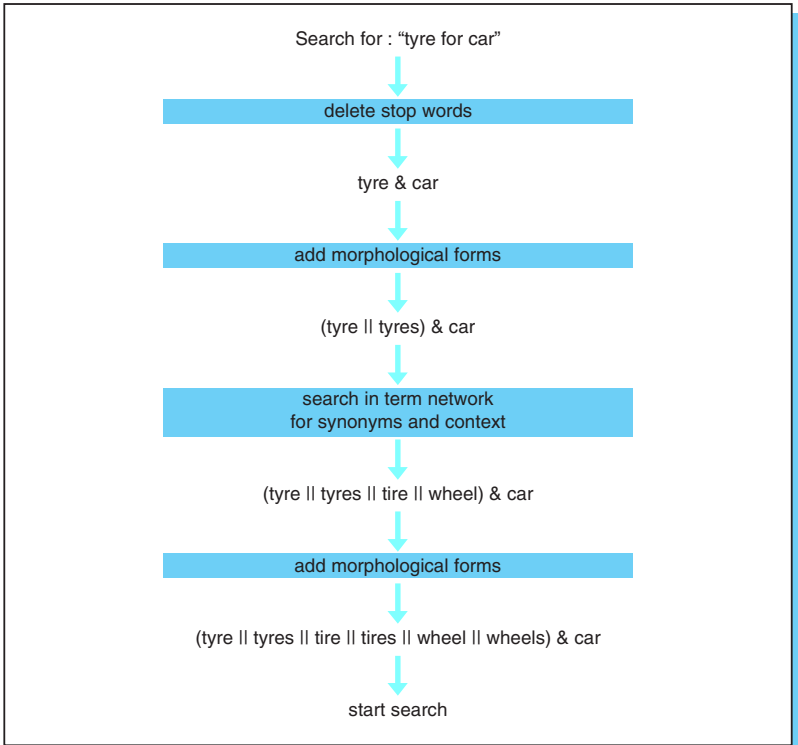 Search for : “tyre for car”
delete stop words
tyre & car
add morphological forms
(tyre || tyres) & car
search in term network
for synonyms and context
(tyre || tyres || tire || wheel) & car
add morphological forms
(tyre || tyres || tire || tires || wheel || wheels) & car
start search